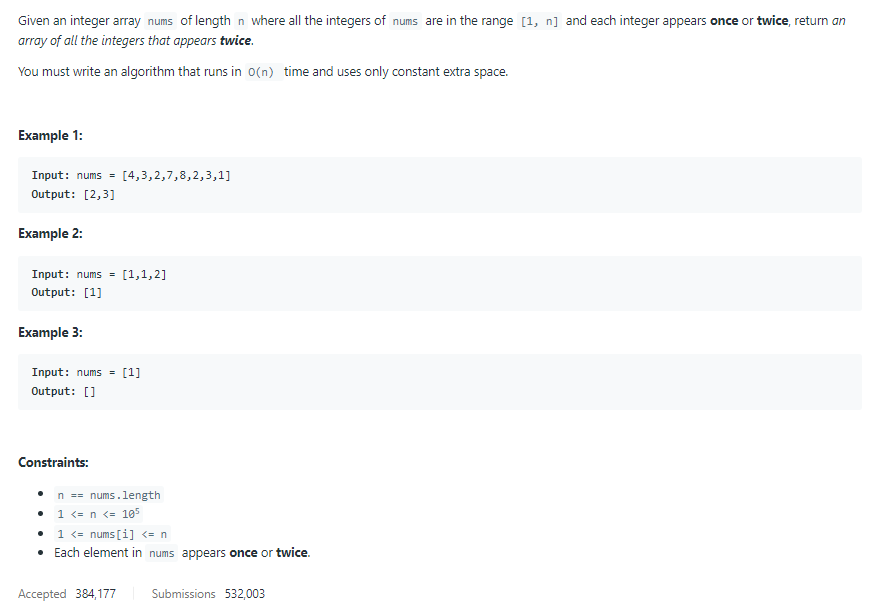 Given an integer array nums of length n where all the integers of nums are in the range [1, n] and each integer appears once or twice, return an
array of all the integers that appears twice.
You must write an algorithm that runs in O(n) time and uses only constant extra space.
Example 1:
Input: nums = [4,3,2,7,8,2,3,1]
Output: [2,3]
Example 2:
Input: nums = [1,1,2]
Output: [1]
Example 3:
Input: nums = [1]
Output: []
Constraints:
• n == nums.length
• 1 <= n <= 10⁵
• 1 <= nums[i] <= n
• Each element in nums appears once or twice.
Accepted 384,177 Submissions 532,003